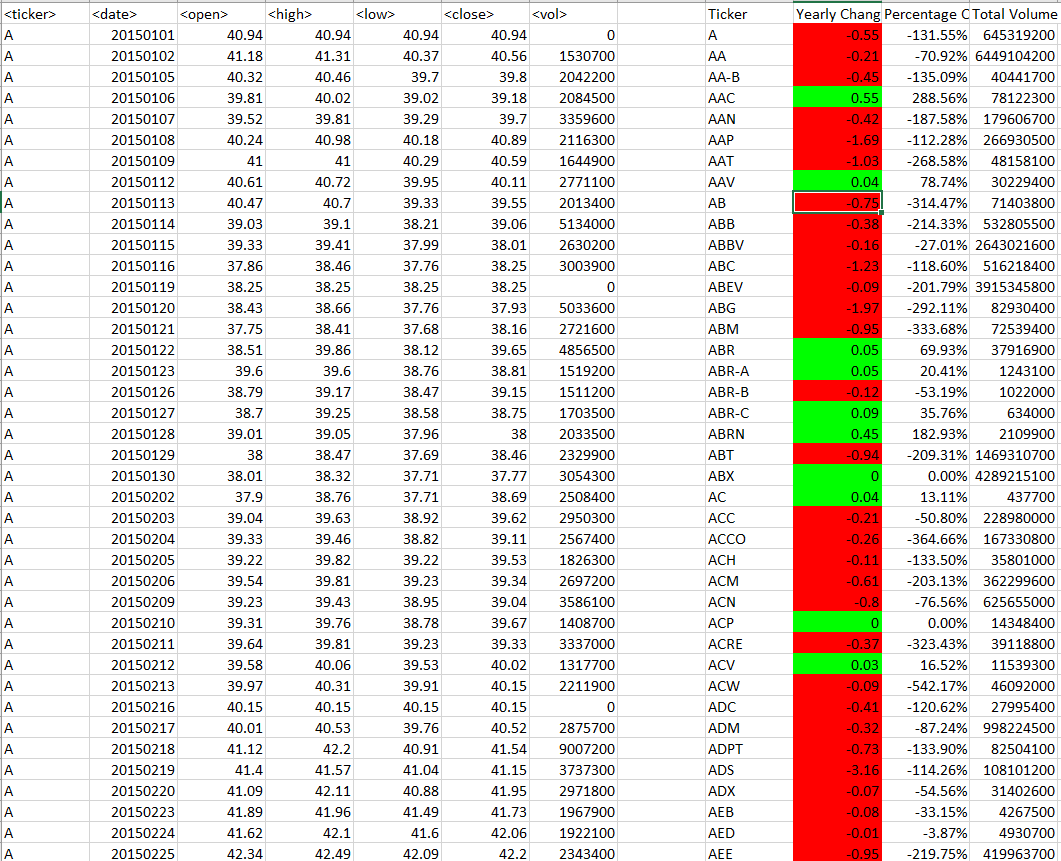 <ticker> <date> <open> <high> <low> <close> <vol> Ticker Yearly Chang Percentage C Total Volume
A 20150101 40.94 40.94 40.94 40.94 0 A -0.55 -131.55% 645319200
A 20150102 41.18 41.31 40.37 40.56 1530700 AA -0.21 -70.92% 6449104200
A 20150105 40.32 40.46 39.7 39.8 2042200 AA-B -0.45 -135.09% 40441700
A 20150106 39.81 40.02 39.02 39.18 2084500 AAC 0.55 288.56% 78122300
A 20150107 39.52 39.81 39.29 39.7 3359600 AAN -0.42 -187.58% 179606700
A 20150108 40.24 40.98 40.18 40.89 2116300 AAP -1.69 -112.28% 266930500
A 20150109 41 41 40.29 40.59 1644900 AAT -1.03 -268.58% 48158100
A 20150112 40.61 40.72 39.95 40.11 2771100 AAV 0.04 78.74% 30229400
A 20150113 40.47 40.7 39.33 39.55 2013400 AB -0.75 -314.47% 71403800
A 20150114 39.03 39.1 38.21 39.06 5134000 ABB -0.38 -214.33% 532805500
A 20150115 39.33 39.41 37.99 38.01 2630200 ABBV -0.16 -27.01% 2643021600
A 20150116 37.86 38.46 37.76 38.25 3003900 ABC -1.23 -118.60% 516218400
A 20150119 38.25 38.25 38.25 38.25 0 ABEV -0.09 -201.79% 3915345800
A 20150120 38.43 38.66 37.76 37.93 5033600 ABG -1.97 -292.11% 82930400
A 20150121 37.75 38.41 37.68 38.16 2721600 ABM -0.95 -333.68% 72539400
A 20150122 38.51 39.86 38.12 39.65 4856500 ABR 0.05 69.93% 37916900
A 20150123 39.6 39.6 38.76 38.81 1519200 ABR-A 0.05 20.41% 1243100
A 20150126 38.79 39.17 38.47 39.15 1511200 ABR-B -0.12 -53.19% 1022000
A 20150127 38.7 39.25 38.58 38.75 1703500 ABR-C 0.09 35.76% 634000
A 20150128 39.01 39.05 37.96 38 2033500 ABRN 0.45 182.93% 2109900
A 20150129 38 38.47 37.69 38.46 2329900 ABT -0.94 -209.31% 1469310700
A 20150130 38.01 38.32 37.71 37.77 3054300 ABX 0 0.00% 4289215100
A 20150202 37.9 38.76 37.71 38.69 2508400 AC 0.04 13.11% 437700
A 20150203 39.04 39.63 38.92 39.62 2950300 ACC -0.21 -50.80% 228980000
A 20150204 39.33 39.46 38.82 39.11 2567400 ACCO -0.26 -364.66% 167330800
A 20150205 39.22 39.82 39.22 39.53 1826300 ACH -0.11 -133.50% 35801000
A 20150206 39.54 39.81 39.23 39.34 2697200 ACM -0.61 -203.13% 362299600
A 20150209 39.23 39.43 38.95 39.04 3586100 ACN -0.8 -76.56% 625655000
A 20150210 39.31 39.76 38.78 39.67 1408700 ACP 0 0.00% 14348400
A 20150211 39.64 39.81 39.23 39.33 3337000 ACRE -0.37 -323.43% 39118800
A 20150212 39.58 40.06 39.53 40.02 1317700 ACV 0.03 16.52% 11539300
A 20150213 39.97 40.31 39.91 40.15 2211900 ACW -0.09 -542.17% 46092000
A 20150216 40.15 40.15 40.15 40.15 0 ADC -0.41 -120.62% 27995400
A 20150217 40.01 40.53 39.76 40.52 2875700 ADM -0.32 -87.24% 998224500
A 20150218 41.12 42.2 40.91 41.54 9007200 ADPT -0.73 -133.90% 82504100
A 20150219 41.4 41.57 41.04 41.15 3737300 ADS -3.16 -114.26% 108101200
A 20150220 41.09 42.11 40.88 41.95 2971800 ADX -0.07 -54.56% 31402600
A 20150223 41.89 41.96 41.49 41.73 1967900 AEB -0.08 -33.15% 4267500
A 20150224 41.62 42.1 41.6 42.06 1922100 AED -0.01 -3.87% 4930700
A 20150225 42.34 42.49 42.09 42.2 2343400 AEE -0.95 -219.75% 419963700